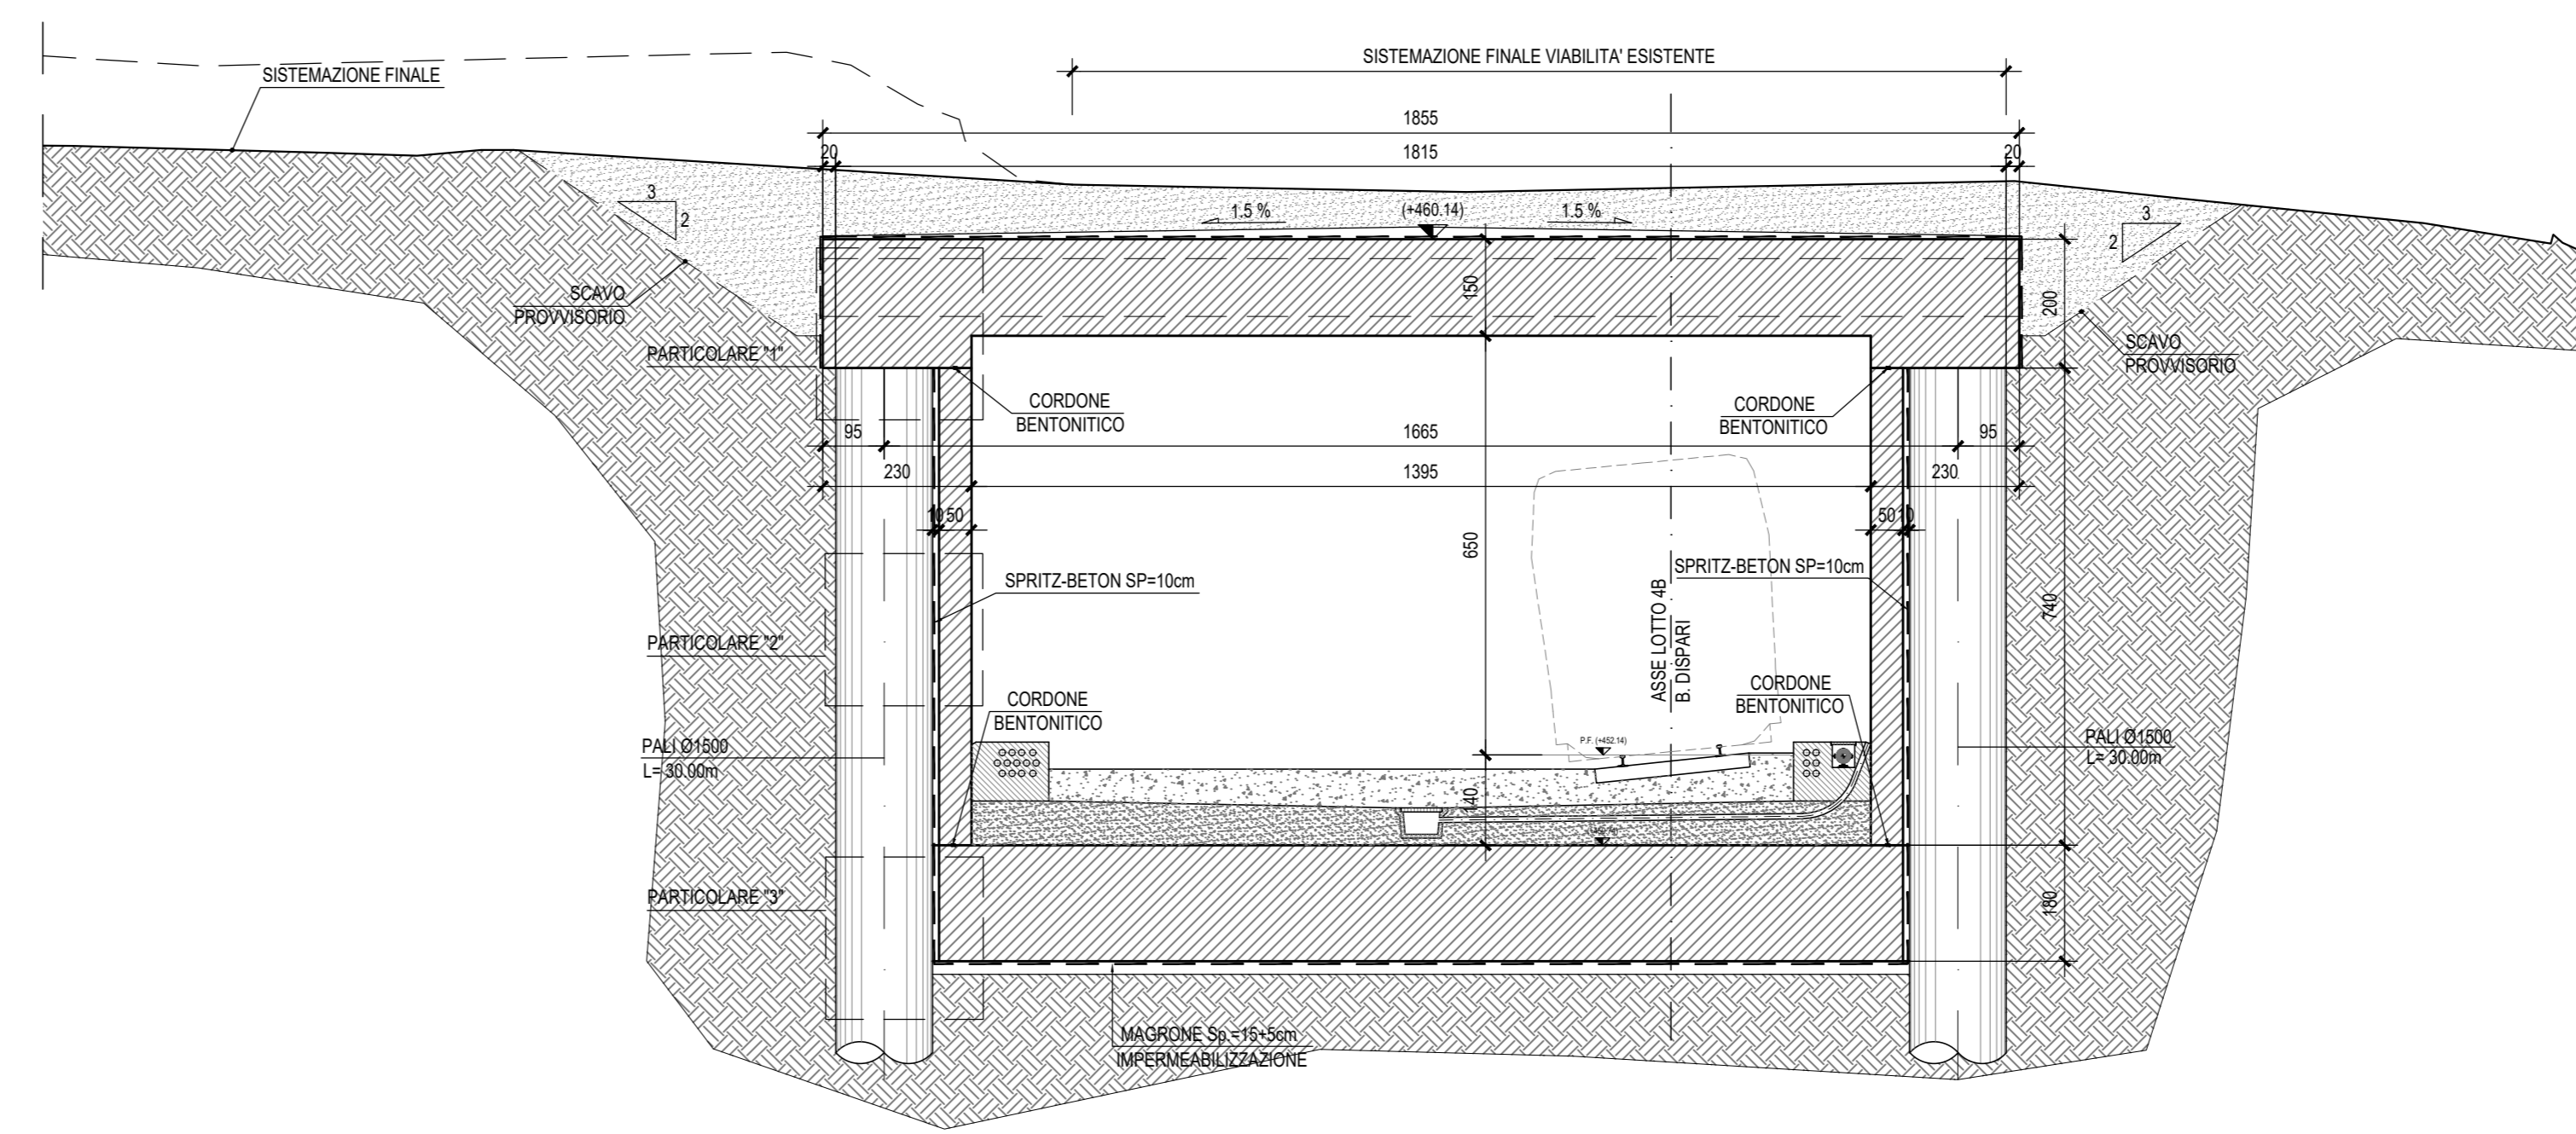 SISTEMAZIONE FINALE VIABILITA' ESISTENTE
SISTEMAZIONE FINALE
1855
20
1815
20
3
2
1.5 %
(+460.14)
1.5 %
3
2
SCAVO
PROVVISORIO
150
200
PARTICOLARE "1"
SCAVO
PROVVISORIO
CORDONE
BENTONITICO
CORDONE
BENTONITICO
95
1665
95
230
1395
230
10
50
50
10
650
SPRITZ-BETON SP=10cm
SPRITZ-BETON SP=10cm
740
ASSE LOTTO 4B
B. DISPARI
PARTICOLARE "2"
CORDONE
BENTONITICO
CORDONE
BENTONITICO
PALI Ø1500
L= 30.00m
P.F. (+452.14)
PALI Ø1500
L= 30.00m
140
PARTICOLARE "3"
180
MAGRONE Sp.=15+5cm
IMPERMEABILIZZAZIONE